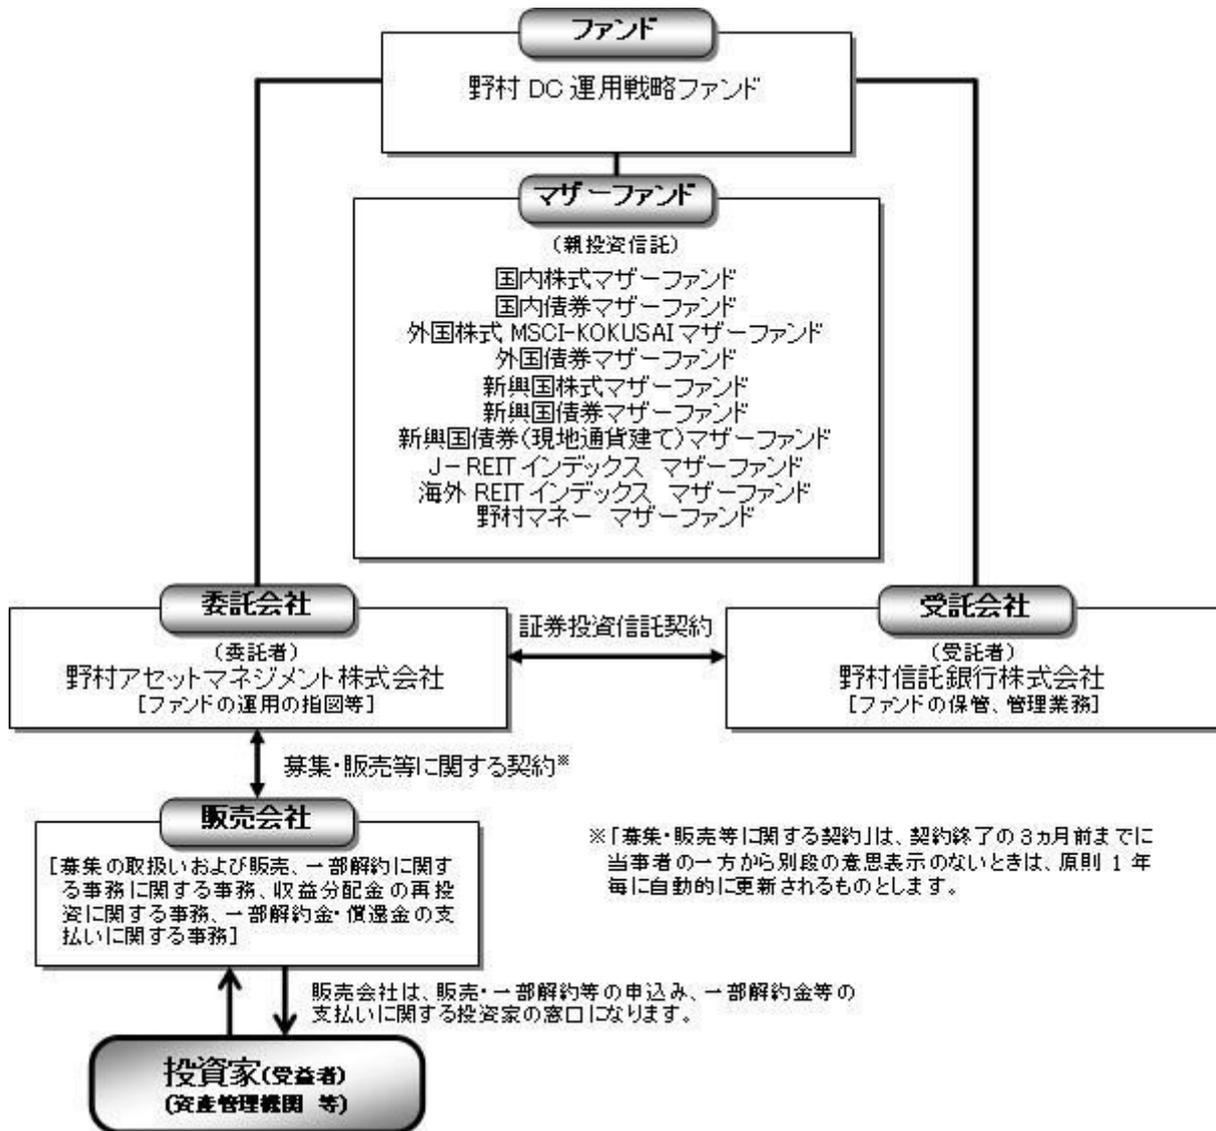 ファンド
野村 DC 運用戦略ファンド
マザーファンド
（親投資信託）
国内株式マザーファンド
国内債券マザーファンド
外国株式 MSCI-KOKUSAI マザーファンド
外国債券マザーファンド
新興国株式マザーファンド
新興国債券マザーファンド
新興国債券（現地通貨建て）マザーファンド
J－REIT インデックス　マザーファンド
海外 REIT インデックス　マザーファンド
野村マネー　マザーファンド
委託会社
（委託者）
野村アセットマネジメント株式会社
［ファンドの運用の指図等］
証券投資信託契約
受託会社
（受託者）
野村信託銀行株式会社
［ファンドの保管、管理業務］
募集・販売等に関する契約※
販売会社
［募集の取扱いおよび販売、一部解約に関す
る事務に関する事務、収益分配金の再投
資に関する事務、一部解約金・償還金の支
払いに関する事務］
※「募集・販売等に関する契約」は、契約終了の3ヵ月前までに
当事者の一方から別段の意思表示のないときは、原則 1 年
毎に自動的に更新されるものとします。
販売会社は、販売・一部解約等の申込み、一部解約金等の
支払いに関する投資家の窓口になります。
投資家（受益者）
（資産管理機関 等）